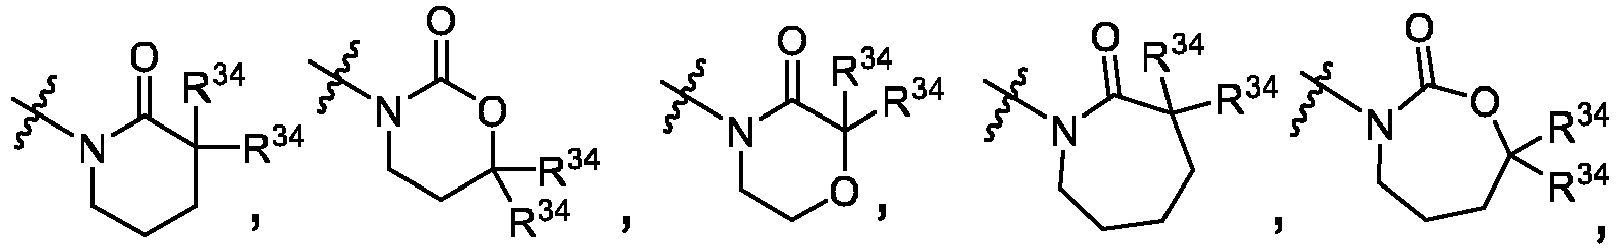 O R³⁴ R³⁴ N ,
O N O R³⁴ R³⁴ ,
O R³⁴ R³⁴ N O ,
O R³⁴ R³⁴ N ,
O N O R³⁴ R³⁴ ,